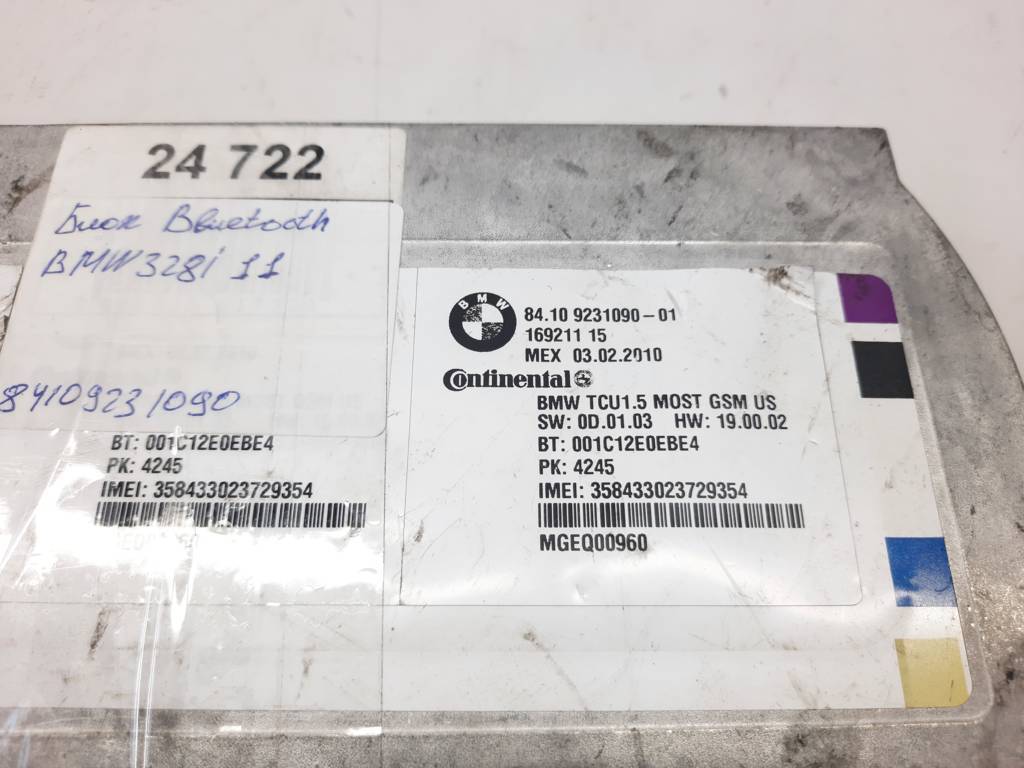 24 722
Блок Bluetooth
BMW 328i 11
84109231090
BT: 001C12E0EBE4
PK: 4245
IMEI: 358433023729354
BMW
84.10 9231090-01
169211 15
MEX 03.02.2010
Continental
BMW TCU1.5 MOST GSM US
SW: 0D.01.03 HW: 19.00.02
BT: 001C12E0EBE4
PK: 4245
IMEI: 358433023729354
MGEQ00960